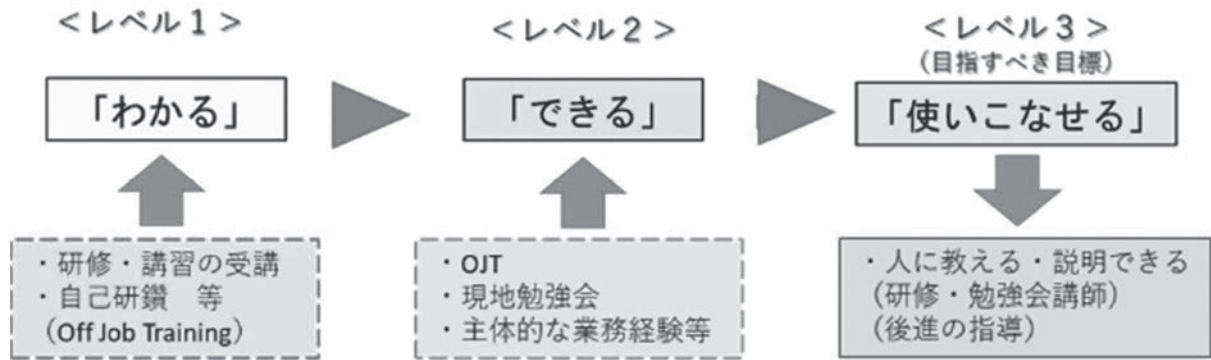 ＜レベル１＞
「わかる」
・研修・講習の受講
・自己研鑽　等
（Off Job Training）
＜レベル２＞
「できる」
・OJT
・現地勉強会
・主体的な業務経験等
＜レベル３＞
（目指すべき目標）
「使いこなせる」
・人に教える・説明できる
（研修・勉強会講師）
（後進の指導）